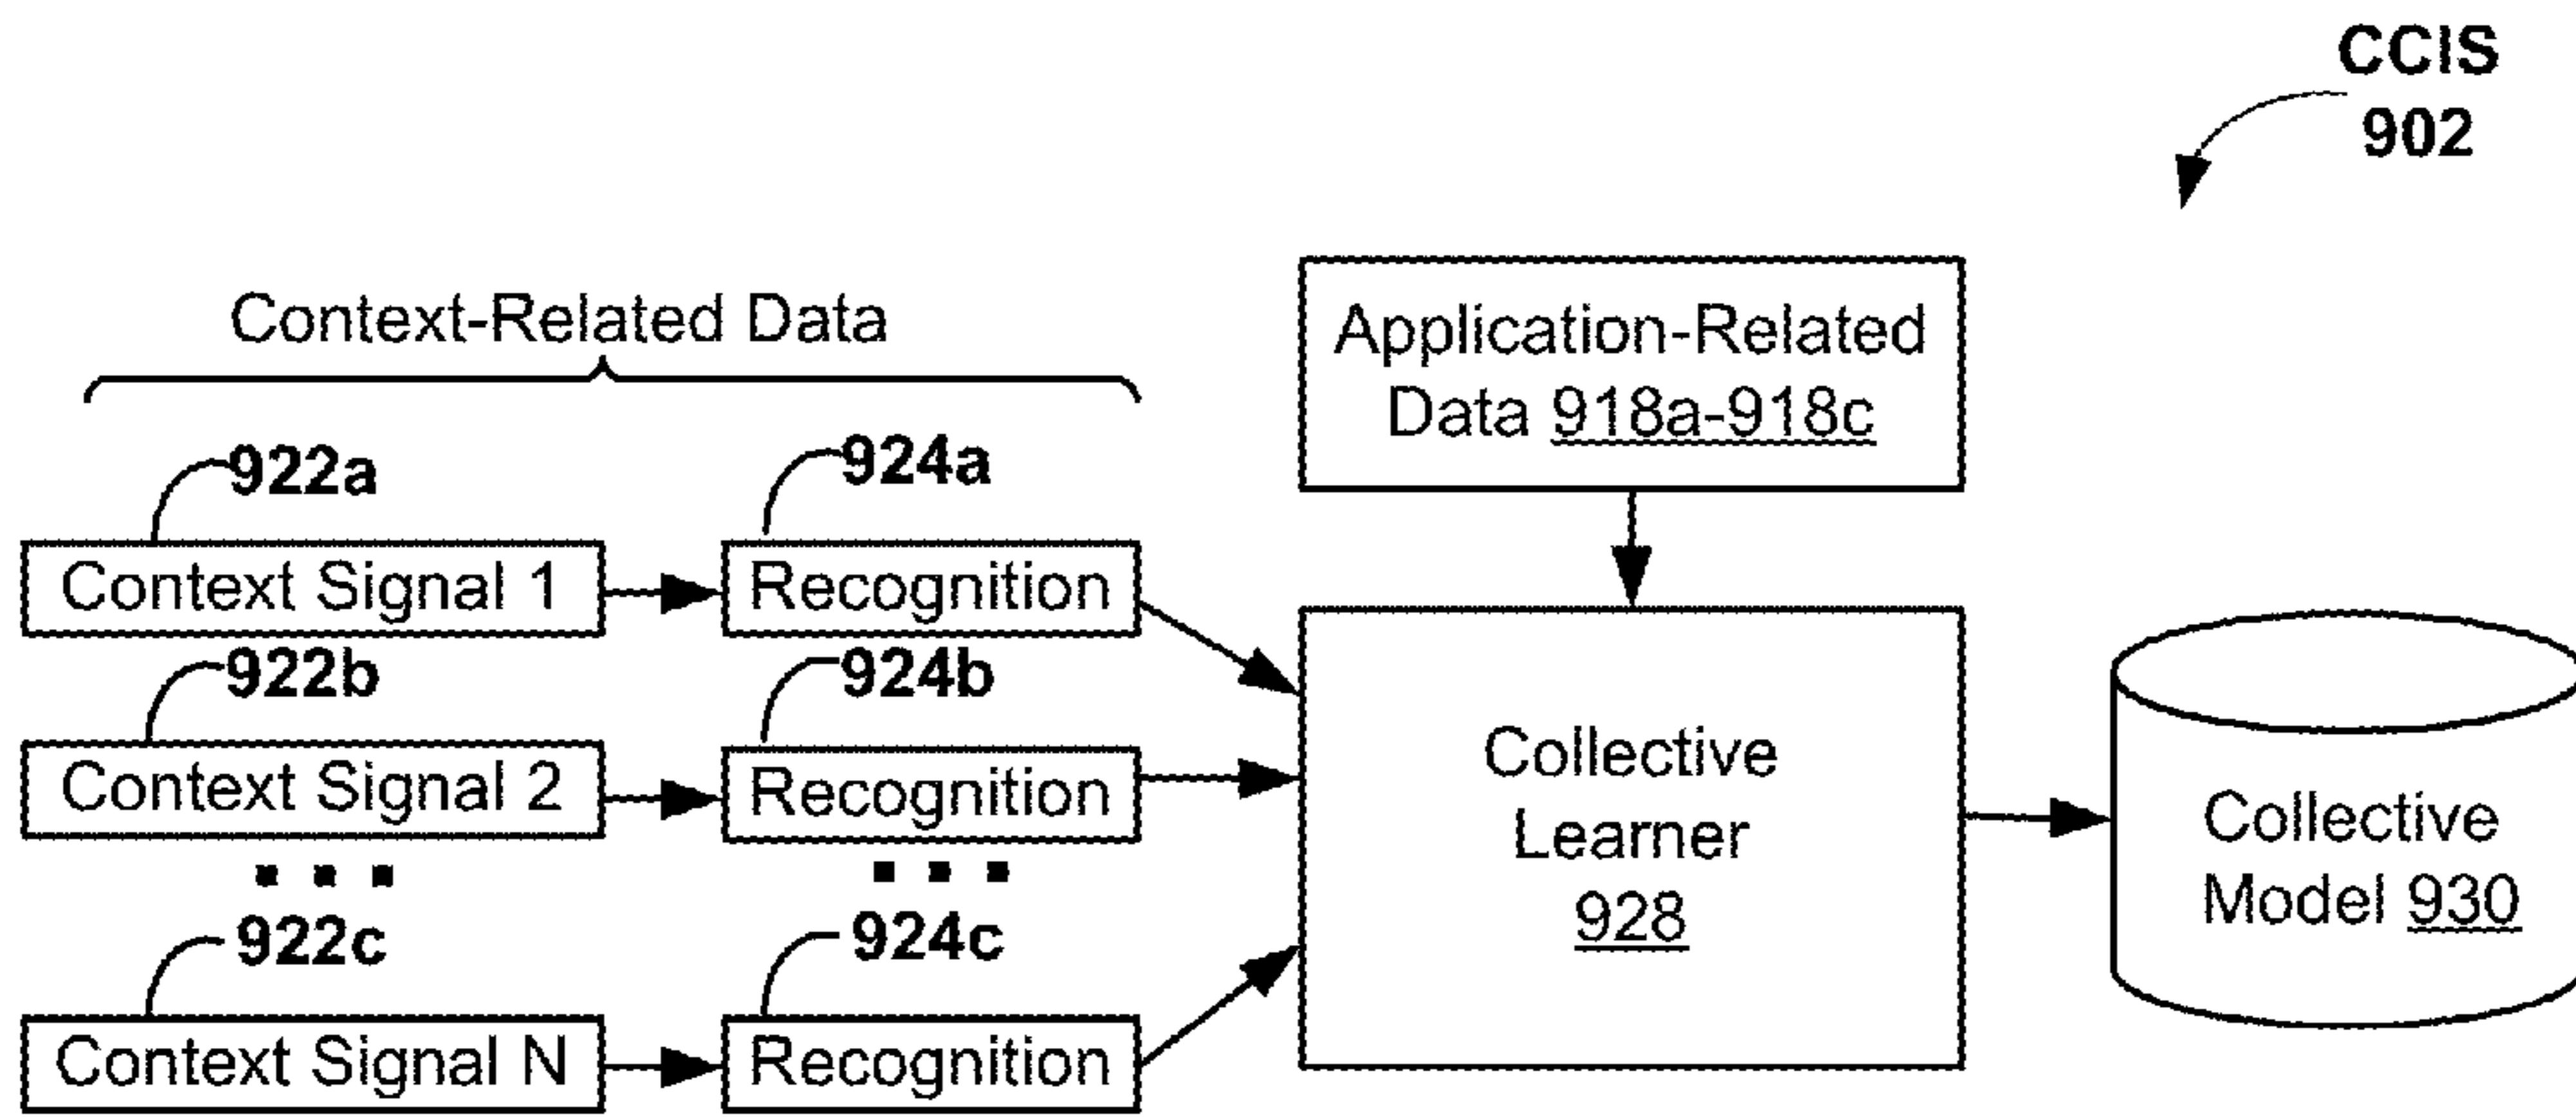 CCIS
902
Context-Related Data
Application-Related
Data 918a-918c
922a
924a
Context Signal 1
Recognition
922b
924b
Context Signal 2
Recognition
...
...
922c
924c
Context Signal N
Recognition
Collective
Learner
928
Collective
Model 930